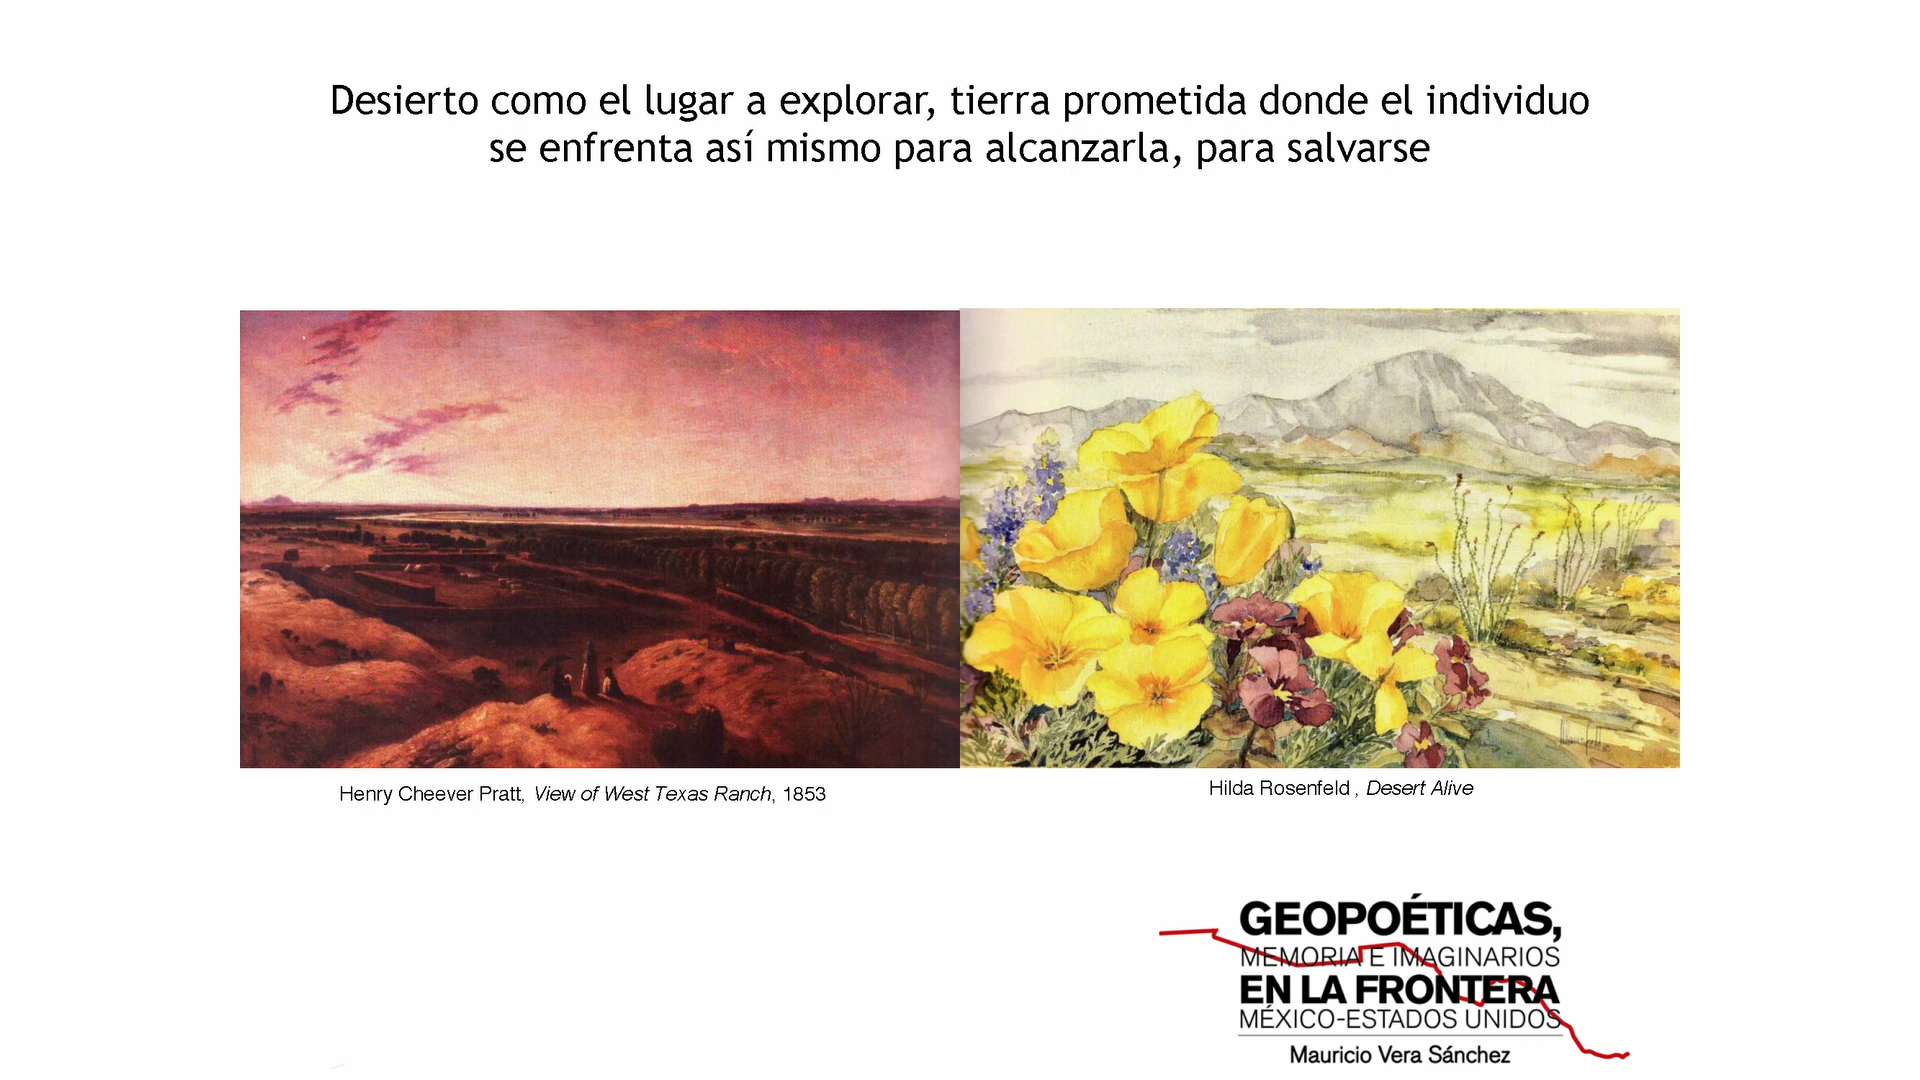 Desierto como el lugar a explorar, tierra prometida donde el individuo
se enfrenta así mismo para alcanzarla, para salvarse
Henry Cheever Pratt, View of West Texas Ranch, 1853
Hilda Rosenfeld , Desert Alive
GEOPOÉTICAS,
MEMORIA E IMAGINARIOS
EN LA FRONTERA
MÉXICO-ESTADOS UNIDOS
Mauricio Vera Sánchez